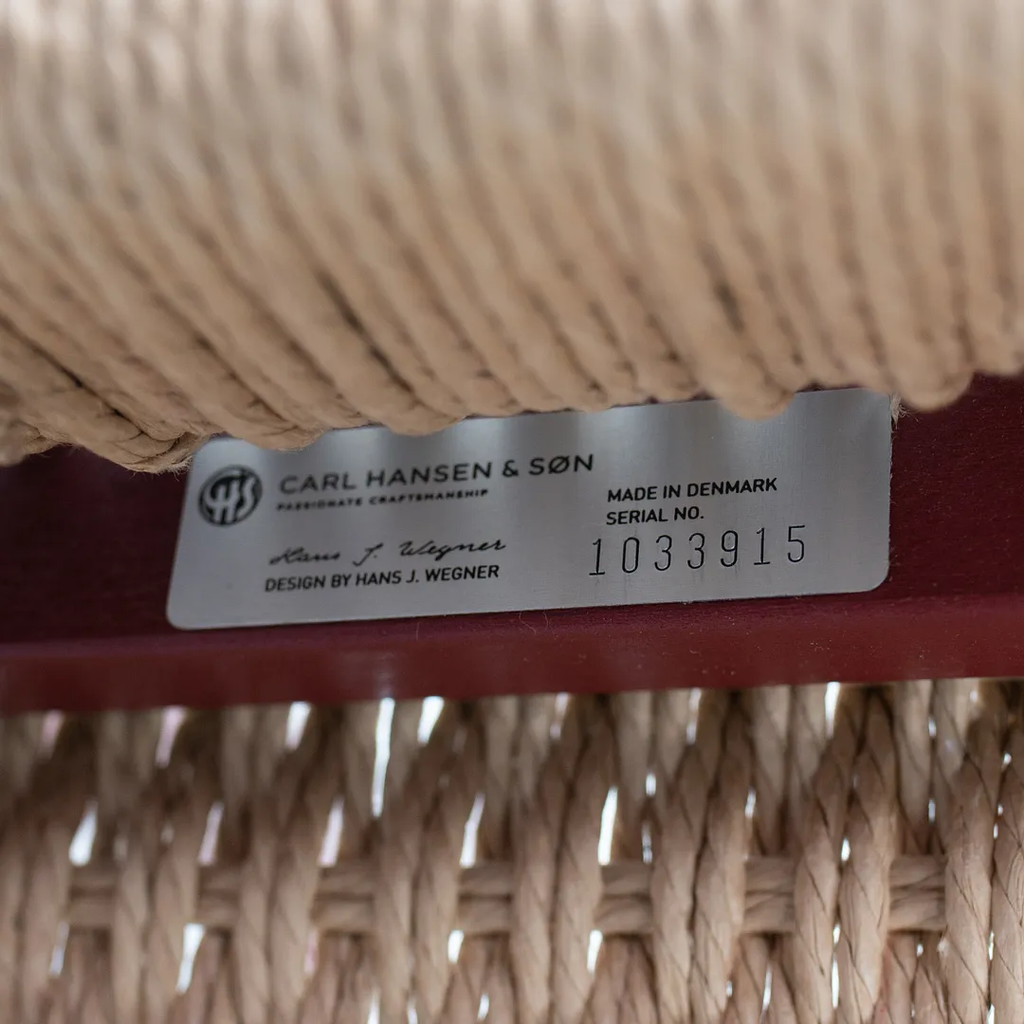 CHS
CARL HANSEN & SØN
PASSIONATE CRAFTSMANSHIP
Hans J. Wegner
DESIGN BY HANS J. WEGNER
MADE IN DENMARK
SERIAL NO.
1033915